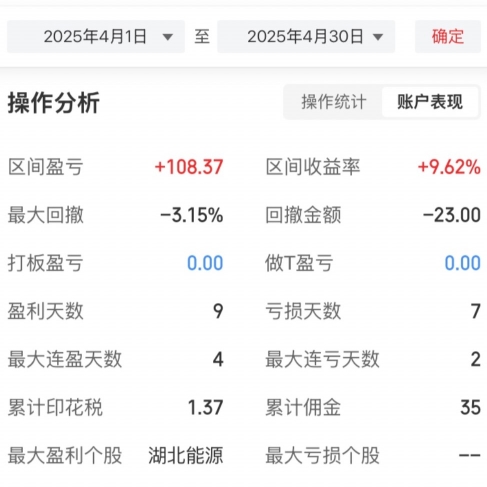 2025年4月1日 至 2025年4月30日 确定
操作分析 操作统计 账户表现
区间盈亏 +108.37 区间收益率 +9.62%
最大回撤 -3.15% 回撤金额 -23.00
打板盈亏 0.00 做T盈亏 0.00
盈利天数 9 亏损天数 7
最大连盈天数 4 最大连亏天数 2
累计印花税 1.37 累计佣金 35
最大盈利个股 湖北能源 最大亏损个股 --